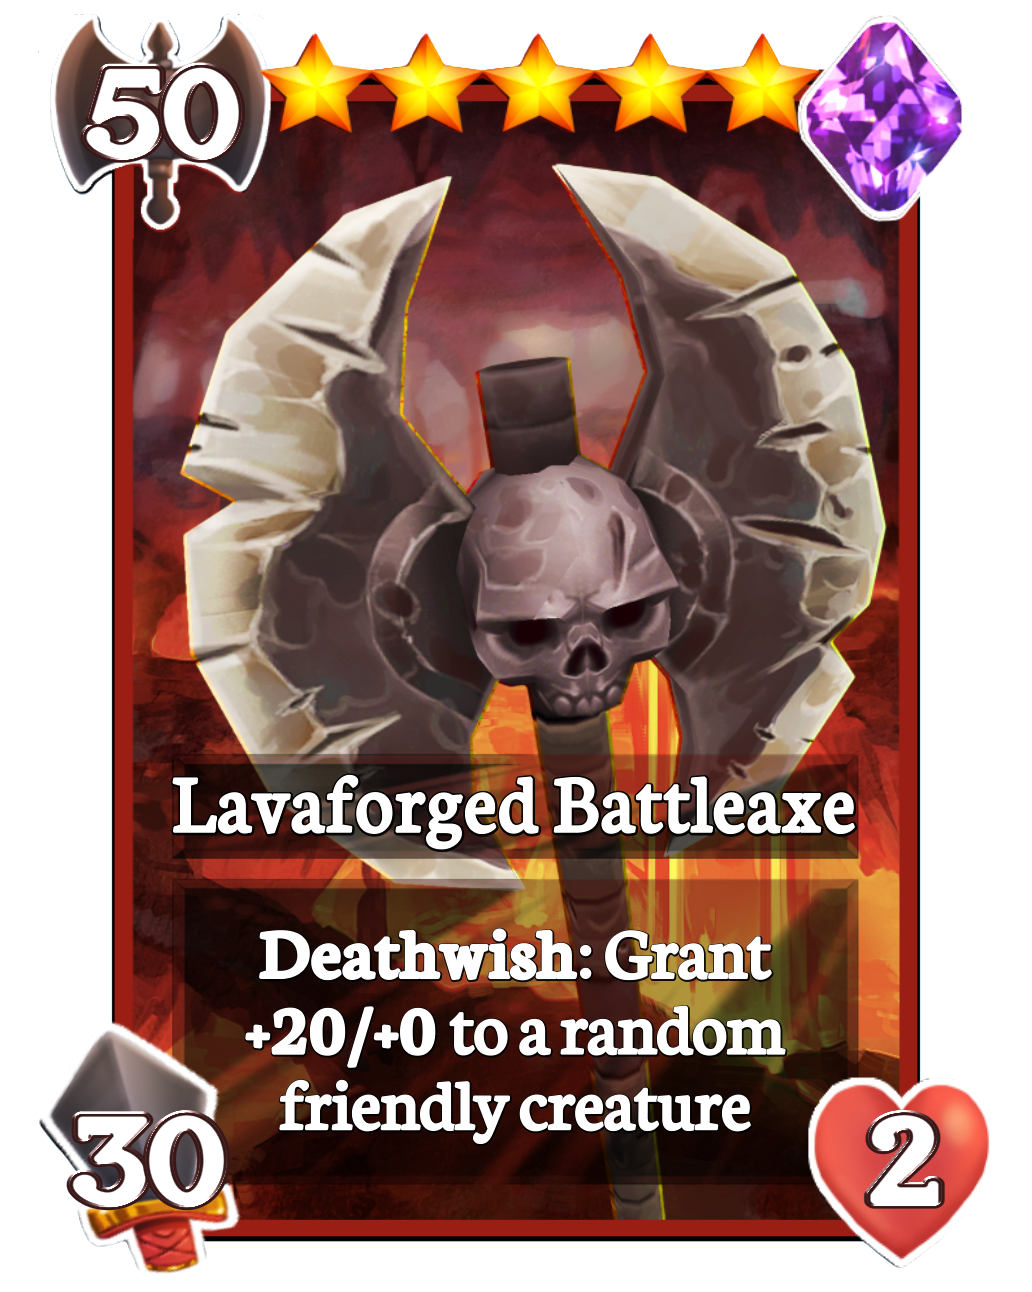 50
Lavaforged Battleaxe
Deathwish: Grant
+20/+0 to a random
friendly creature
30
2